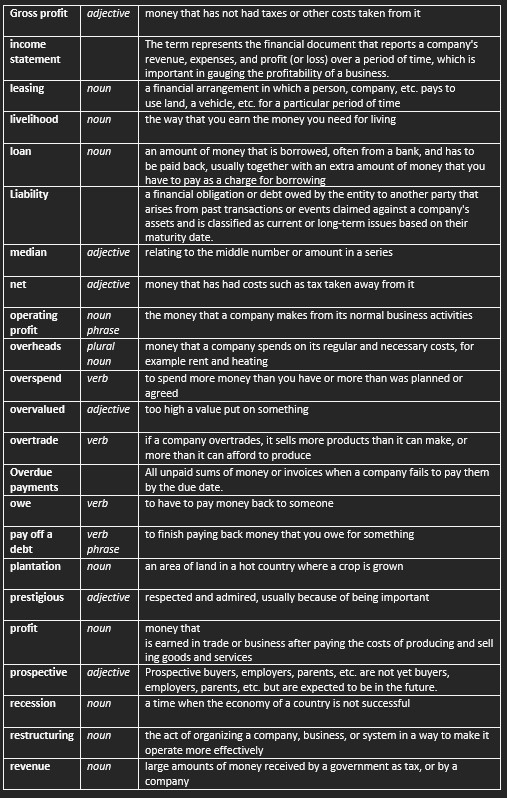 Gross profit adjective money that has not had taxes or other costs taken from it
income The term represents the financial document that reports a company's
statement revenue, expenses, and profit (or loss) over a period of time, which is
important in gauging the profitability of a business.
leasing noun a financial arrangement in which a person, company, etc. pays to
use land, a vehicle, etc. for a particular period of time
livelihood noun the way that you earn the money you need for living
loan noun an amount of money that is borrowed, often from a bank, and has to
be paid back, usually together with an extra amount of money that you
have to pay as a charge for borrowing
Liability a financial obligation or debt owed by the entity to another party that
arises from past transactions or events claimed against a company's
assets and is classified as current or long-term issues based on their
maturity date.
median adjective relating to the middle number or amount in a series
net adjective money that has had costs such as tax taken away from it
operating noun the money that a company makes from its normal business activities
profit phrase
overheads plural money that a company spends on its regular and necessary costs, for
noun example rent and heating
overspend verb to spend more money than you have or more than was planned or
agreed
overvalued adjective too high a value put on something
overtrade verb if a company overtrades, it sells more products than it can make, or
more than it can afford to produce
Overdue All unpaid sums of money or invoices when a company fails to pay them
payments by the due date.
owe verb to have to pay money back to someone
pay off a verb to finish paying back money that you owe for something
debt phrase
plantation noun an area of land in a hot country where a crop is grown
prestigious adjective respected and admired, usually because of being important
profit noun money that
is earned in trade or business after paying the costs of producing and sell
ing goods and services
prospective adjective Prospective buyers, employers, parents, etc. are not yet buyers,
employers, parents, etc. but are expected to be in the future.
recession noun a time when the economy of a country is not successful
restructuring noun the act of organizing a company, business, or system in a way to make it
operate more effectively
revenue noun large amounts of money received by a government as tax, or by a
company